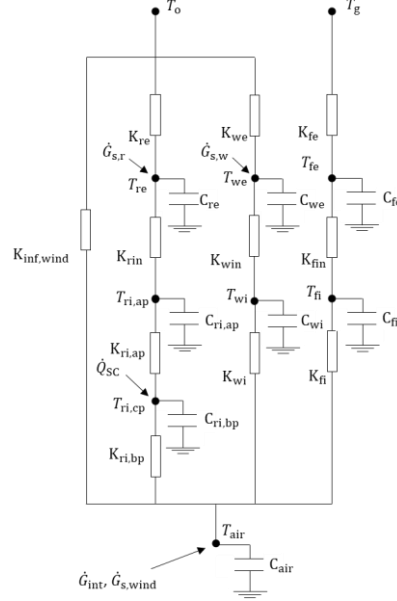 T_o T_g
K_re K_we K_fe
Ġ_s,r Ġ_s,w
T_re T_we T_fe
C_re C_we C_fe
K_inf,wind K_rin K_win K_fin
T_ri,ap T_wi T_fi
C_ri,ap C_wi C_fi
K_ri,ap K_wi K_fi
Q̇_SC
T_ri,cp
C_ri,bp
K_ri,bp
T_air
C_air
Ġ_int, Ġ_s,wind